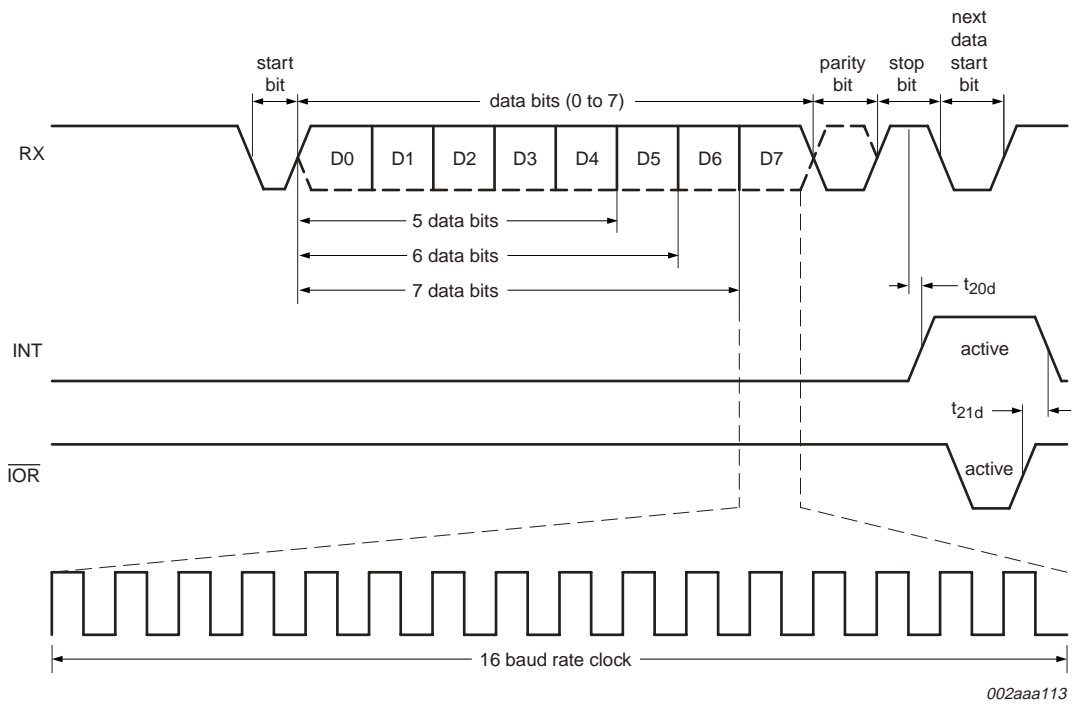 next
data
start
bit
start
bit
data bits (0 to 7)
parity
bit
stop
bit
RX
D0 D1 D2 D3 D4 D5 D6 D7
5 data bits
6 data bits
7 data bits
t20d
INT
active
t21d
IOR
active
16 baud rate clock
002aaa113